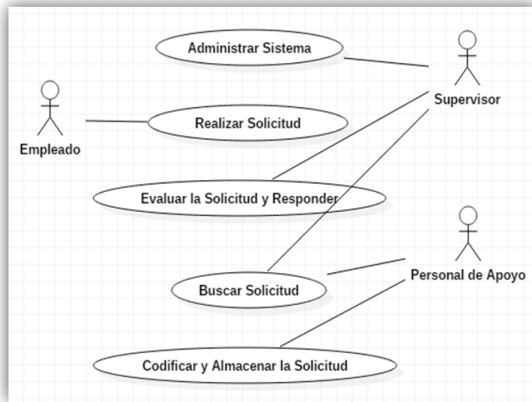 Administrar Sistema
Supervisor
Realizar Solicitud
Empleado
Evaluar la Solicitud y Responder
Personal de Apoyo
Buscar Solicitud
Codificar y Almacenar la Solicitud